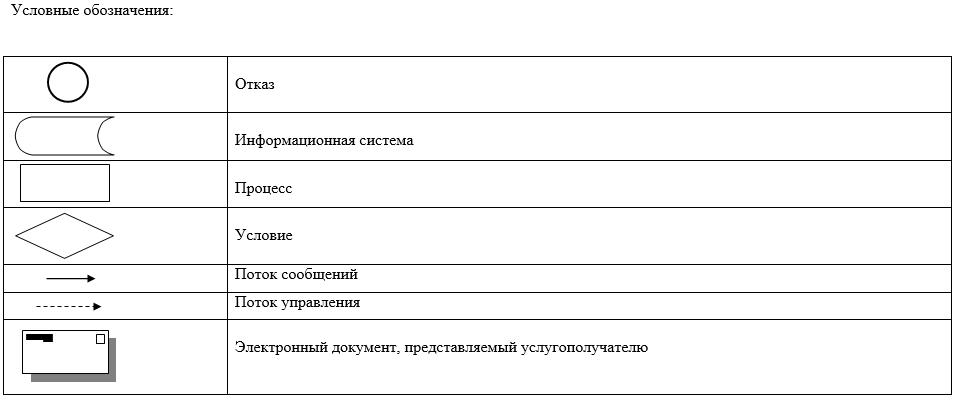 Условные обозначения:
Отказ
Информационная система
Процесс
Условие
Поток сообщений
Поток управления
Электронный документ, представляемый услугополучателю